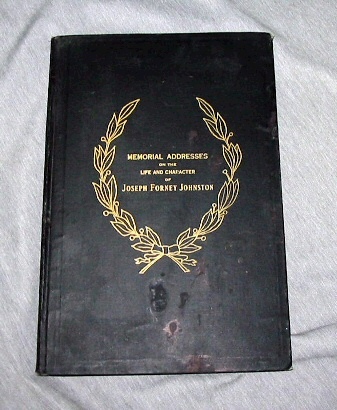 MEMORIAL ADDRESSES
ON THE
LIFE AND CHARACTER
OF
JOSEPH FORNEY JOHNSTON